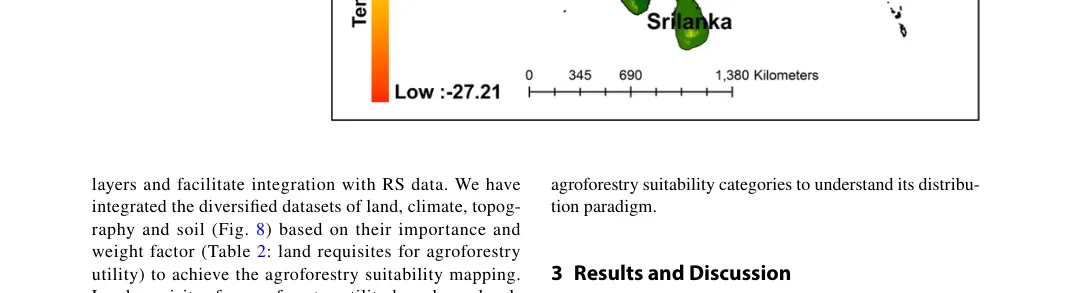 Ter
Srilanka
0 345 690 1,380 Kilometers
Low :-27.21
layers and facilitate integration with RS data. We have
integrated the diversified datasets of land, climate, topog-
raphy and soil (Fig. 8) based on their importance and
weight factor (Table 2: land requisites for agroforestry
utility) to achieve the agroforestry suitability mapping.
agroforestry suitability categories to understand its distribu-
tion paradigm.
3 Results and Discussion